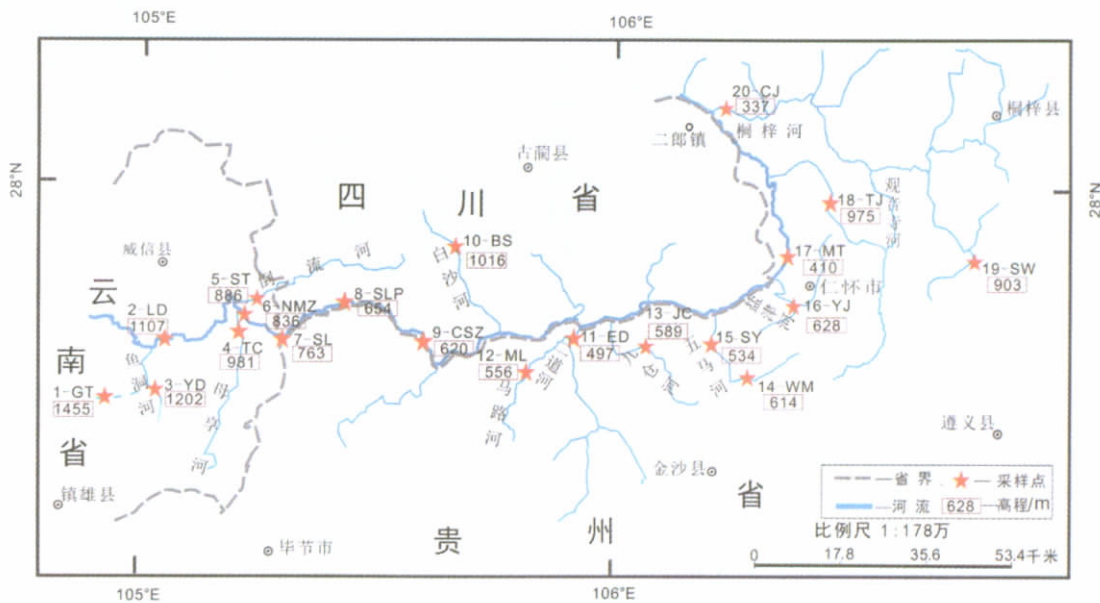 105°E
106°E
20-CJ
337
桐梓河
桐梓县
二郎镇
28°N
古蔺县
28°N
四川省
18-TJ
975
威信县
10-BS
1016
白沙河
17-MT
410
19-SW
903
云南省
5-ST
886
8-SLP
654
仁怀市
2-LD
1107
6-NMZ
836
13-JC
589
16-YJ
628
4-TC
981
7-SL
763
9-CSZ
620
11-ED
497
15-SY
534
12-ML
556
二道河
五马河
鱼洞河
1-GT
1455
3-YD
1202
马路河
14-WM
614
遵义县
金沙县
镇雄县
毕节市
贵州省
省界
采样点
河流
628
高程/m
比例尺 1:178万
0
17.8
35.6
53.4千米
105°E
106°E